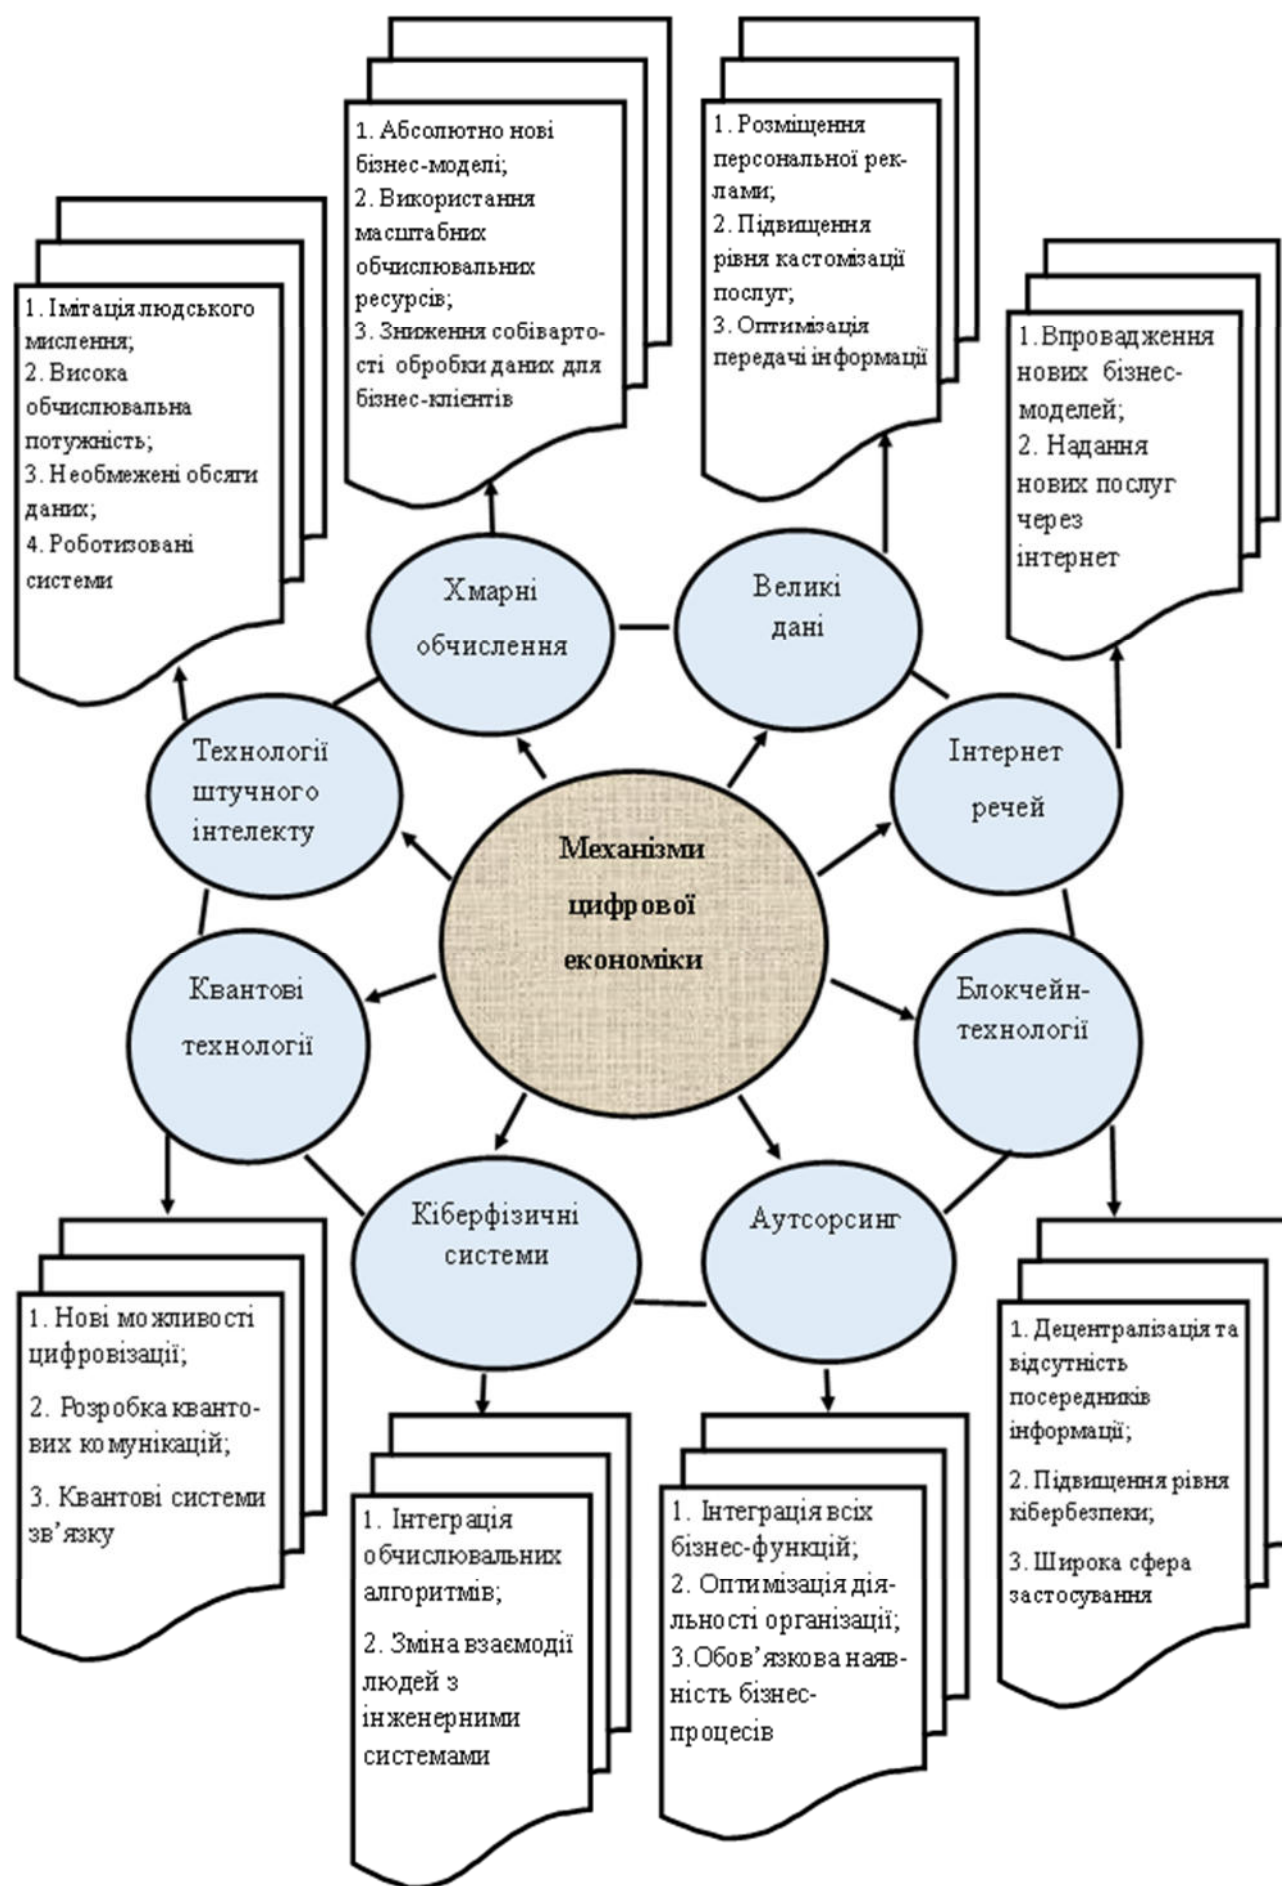 1. Абсолютно нові
бізнес-моделі;
2. Використання
масштабних
обчислювальних
ресурсів;
3. Зниження собіварто-
сті обробки даних для
бізнес-клієнтів
1. Розміщення
персональної рек-
лами;
2. Підвищення
рівня кастомізації
послуг;
3. Оптимізація
передачі інформації
1. Імітація людського
мислення;
2. Висока
обчислювальна
потужність;
3. Необмежені обсяги
даних;
4. Роботизовані
системи
1. Впровадження
нових бізнес-
моделей;
2. Надання
нових послуг
через
інтернет
Хмарні
обчислення
Великі
дані
Технології
штучного
інтелекту
Інтернет
речей
Механізми
цифрової
економіки
Квантові
технології
Блокчейн-
технології
Кіберфізичні
системи
Аутсорсинг
1. Нові можливості
цифровізації;
2. Розробка кванто-
вих комунікацій;
3. Квантові системи
зв’язку
1. Інтеграція
обчислювальних
алгоритмів;
2. Зміна взаємодії
людей з
інженерними
системами
1. Інтеграція всіх
бізнес-функцій;
2. Оптимізація дія-
льності організації;
3.Обов’язкова наяв-
ність бізнес-
процесів
1. Децентралізація та
відсутність
посередників
інформації;
2. Підвищення рівня
кібербезпеки;
3. Широка сфера
застосування